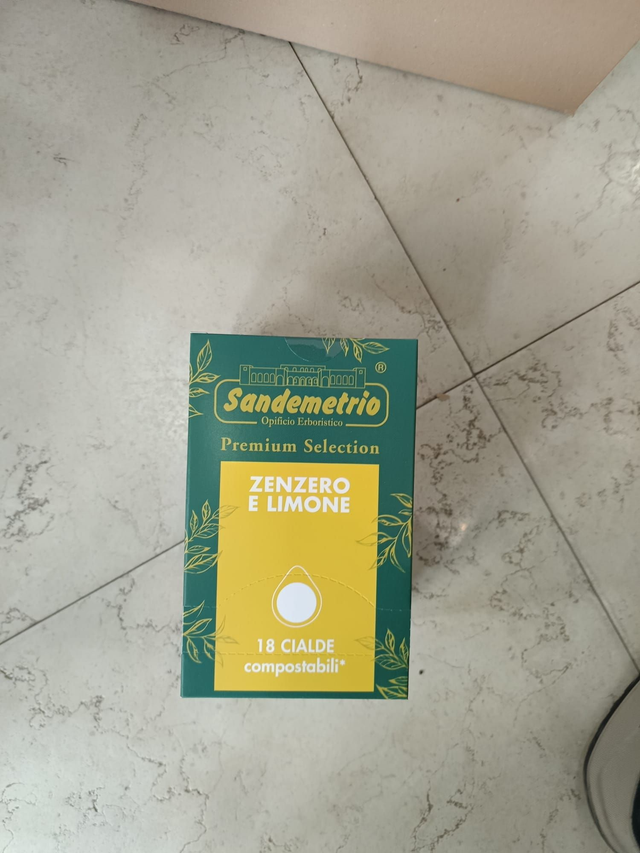 ®
Sandemetrio
Opificio Erboristico
Premium Selection
ZENZERO
E LIMONE
18 CIALDE
compostabili*